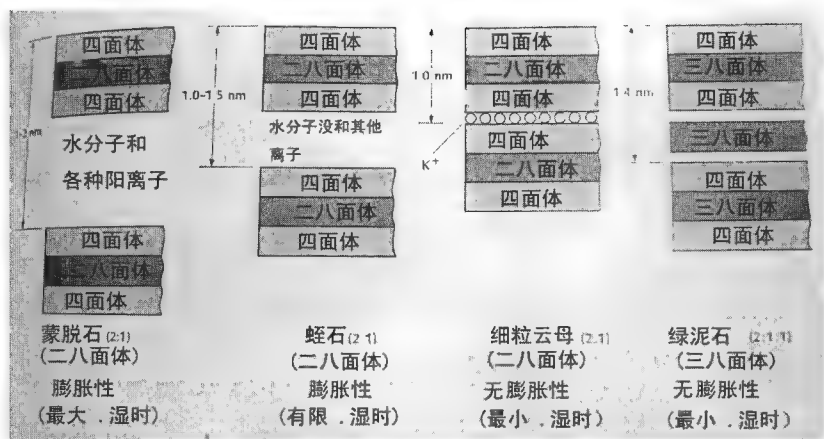 四面体
二八面体
四面体
水分子和
各种阳离子
四面体
二八面体
四面体
蒙脱石 (2:1)
(二八面体)
膨胀性
(最大 . 湿时)
1.0~1.5 nm
四面体
二八面体
四面体
水分子没和其他
离子
四面体
二八面体
四面体
蛭石 (2:1)
(二八面体)
膨胀性
(有限 . 湿时)
1.0 nm
四面体
二八面体
四面体
K+
四面体
二八面体
四面体
细粒云母 (2:1)
(二八面体)
无膨胀性
(最小 . 湿时)
1.4 nm
四面体
三八面体
四面体
三八面体
四面体
三八面体
四面体
绿泥石 (2:1:1)
(三八面体)
无膨胀性
(最小 . 湿时)